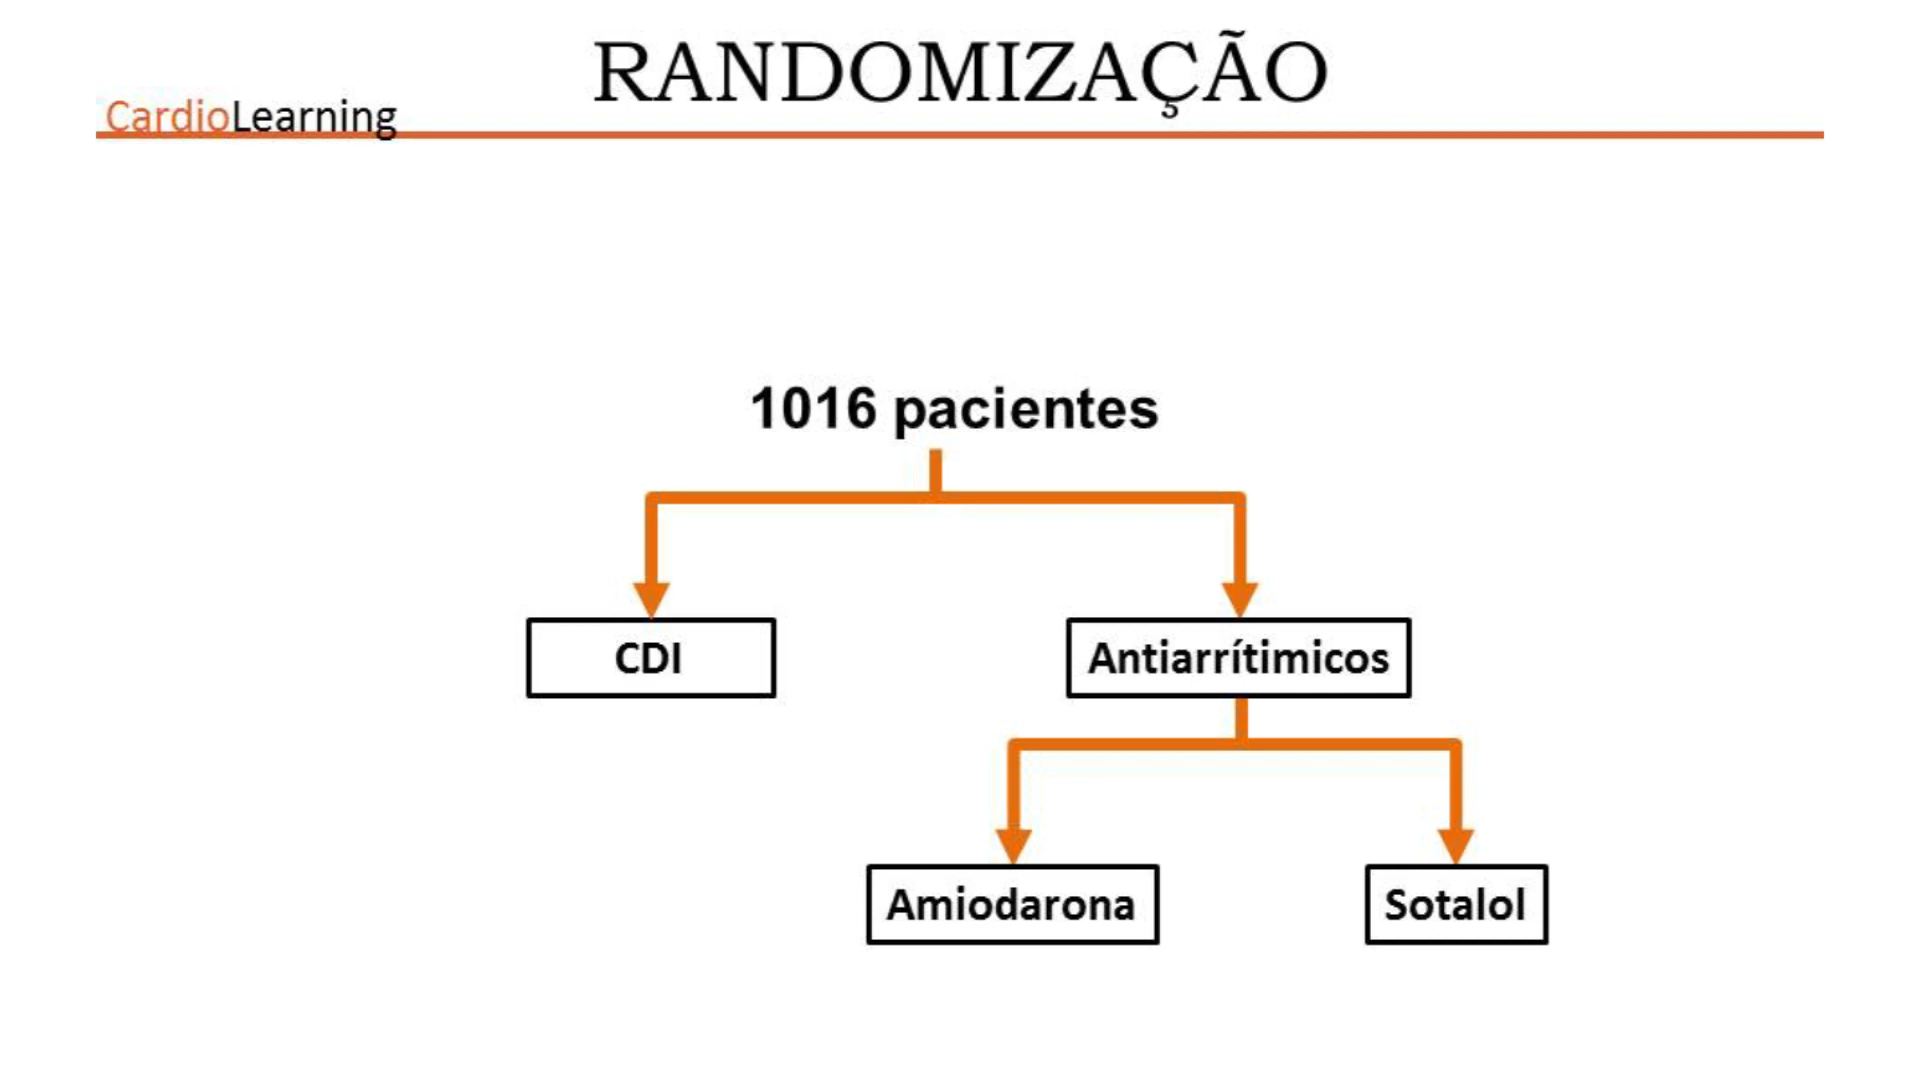 RANDOMIZAÇÃO
CardioLearning
1016 pacientes
CDI
Antiarrítimicos
Amiodarona
Sotalol